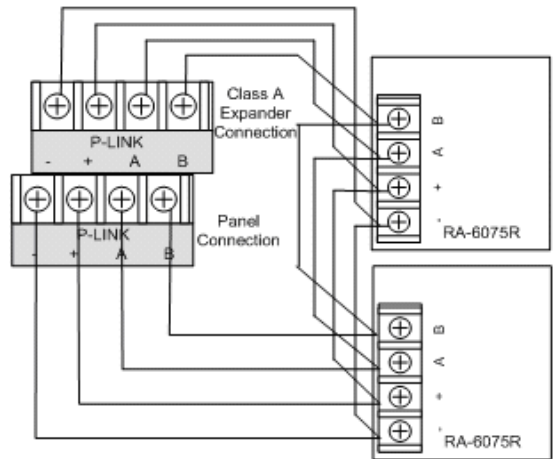 Class A
Expander
Connection
P-LINK
- + A B
Panel
Connection
P-LINK
- + A B
B
A
+
-
RA-6075R
B
A
+
-
RA-6075R